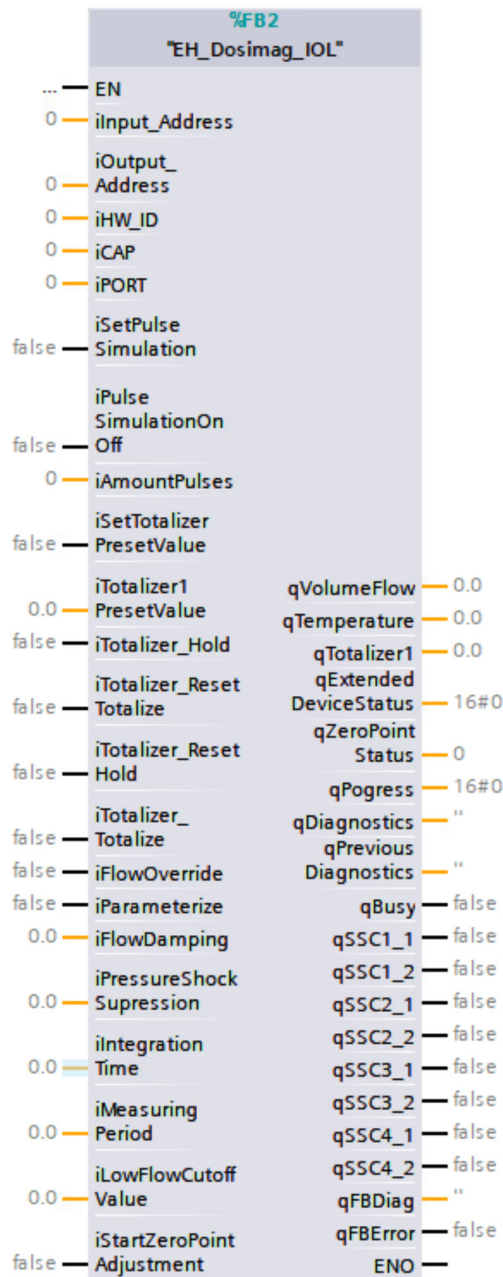 %FB2
"EH_Dosimag_IOL"
... EN
0 iInput_Address
iOutput_
0 Address
0 iHW_ID
0 iCAP
0 iPORT
iSetPulse
false Simulation
iPulse
SimulationOn
false Off
0 iAmountPulses
iSetTotalizer
false PresetValue
iTotalizer1
0.0 PresetValue
false iTotalizer_Hold
iTotalizer_Reset
false Totalize
iTotalizer_Reset
false Hold
iTotalizer_
false Totalize
false iFlowOverride
false iParameterize
0.0 iFlowDamping
iPressureShock
0.0 Supression
iIntegration
0.0 Time
iMeasuring
0.0 Period
iLowFlowCutoff
0.0 Value
iStartZeroPoint
false Adjustment
qVolumeFlow 0.0
qTemperature 0.0
qTotalizer1 0.0
qExtended
DeviceStatus 16#0
qZeroPoint
Status 0
qPogress 16#0
qDiagnostics ''
qPrevious
Diagnostics ''
qBusy false
qSSC1_1 false
qSSC1_2 false
qSSC2_1 false
qSSC2_2 false
qSSC3_1 false
qSSC3_2 false
qSSC4_1 false
qSSC4_2 false
qFBDiag ''
qFBError false
ENO